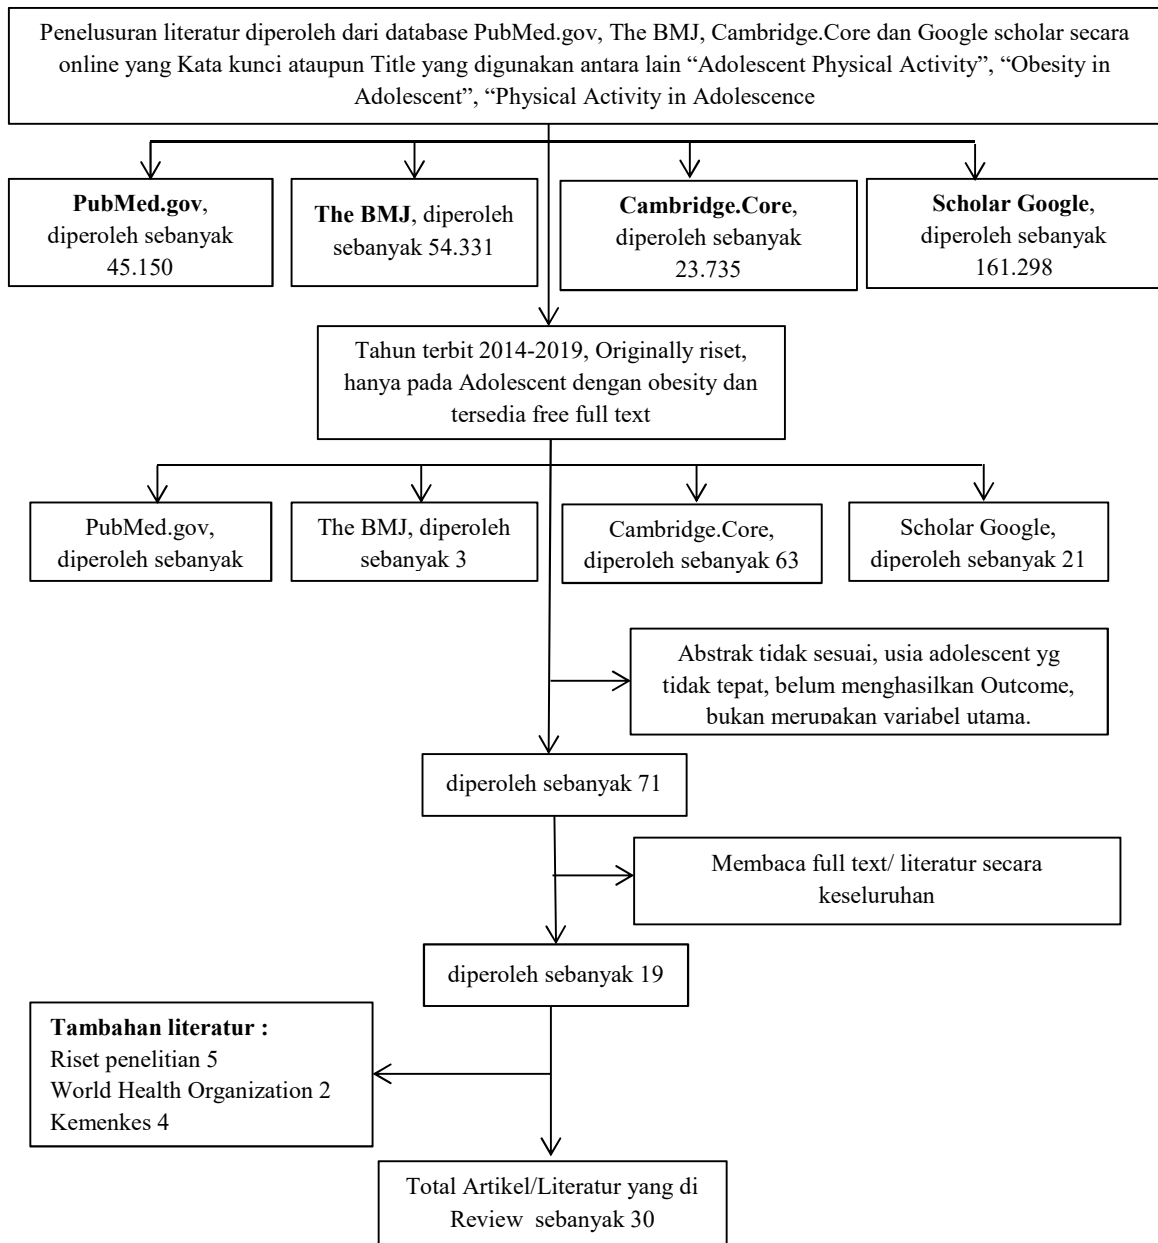 Penelusuran literatur diperoleh dari database PubMed.gov, The BMJ, Cambridge.Core dan Google scholar secara
online yang Kata kunci ataupun Title yang digunakan antara lain “Adolescent Physical Activity”, “Obesity in
Adolescent”, “Physical Activity in Adolescence
PubMed.gov,
diperoleh sebanyak
45.150
The BMJ, diperoleh
sebanyak 54.331
Cambridge.Core,
diperoleh sebanyak
23.735
Scholar Google,
diperoleh sebanyak
161.298
Tahun terbit 2014-2019, Originally riset,
hanya pada Adolescent dengan obesity dan
tersedia free full text
PubMed.gov,
diperoleh sebanyak
The BMJ, diperoleh
sebanyak 3
Cambridge.Core,
diperoleh sebanyak 63
Scholar Google,
diperoleh sebanyak 21
Abstrak tidak sesuai, usia adolescent yg
tidak tepat, belum menghasilkan Outcome,
bukan merupakan variabel utama.
diperoleh sebanyak 71
Membaca full text/ literatur secara
keseluruhan
diperoleh sebanyak 19
Tambahan literatur :
Riset penelitian 5
World Health Organization 2
Kemenkes 4
Total Artikel/Literatur yang di
Review sebanyak 30